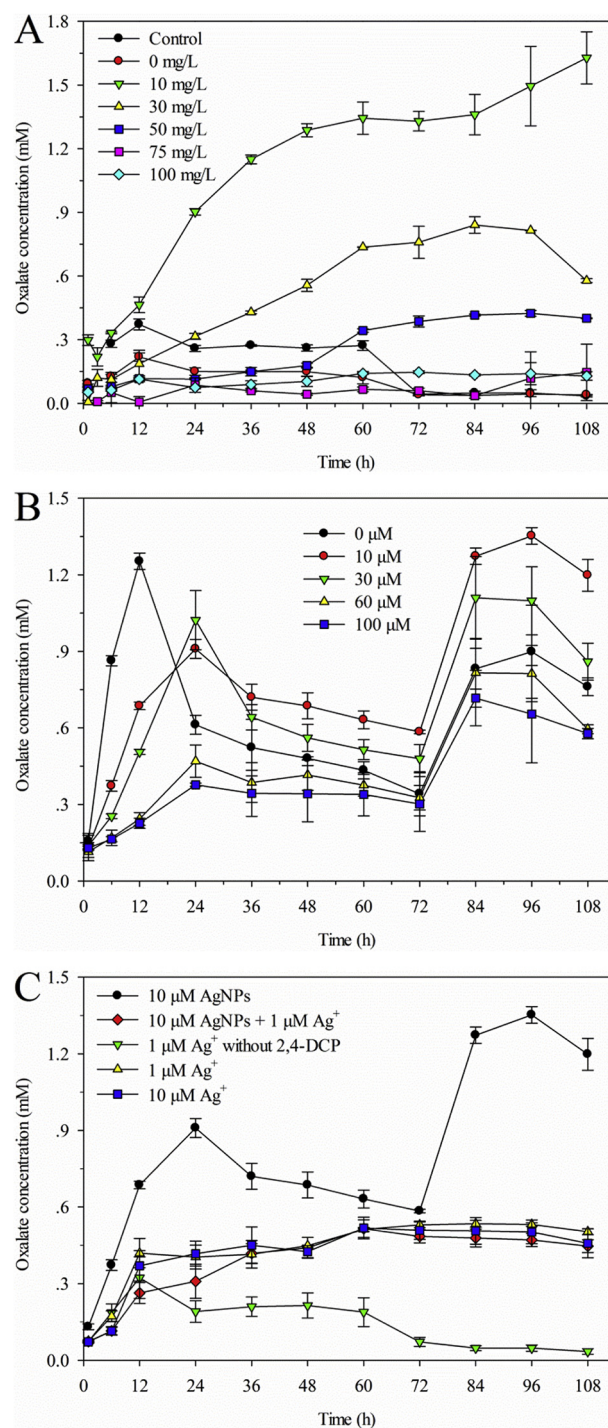 A
Control
0 mg/L
10 mg/L
30 mg/L
50 mg/L
75 mg/L
100 mg/L
Oxalate concentration (mM)
1.8
1.5
1.2
.9
.6
.3
0.0
0 12 24 36 48 60 72 84 96 108
Time (h)
B
0 μM
10 μM
30 μM
60 μM
100 μM
Oxalate concentration (mM)
1.5
1.2
.9
.6
.3
0.0
0 12 24 36 48 60 72 84 96 108
Time (h)
C
10 μM AgNPs
10 μM AgNPs + 1 μM Ag⁺
1 μM Ag⁺ without 2,4-DCP
1 μM Ag⁺
10 μM Ag⁺
Oxalate concentration (mM)
1.5
1.2
.9
.6
.3
0.0
0 12 24 36 48 60 72 84 96 108
Time (h)